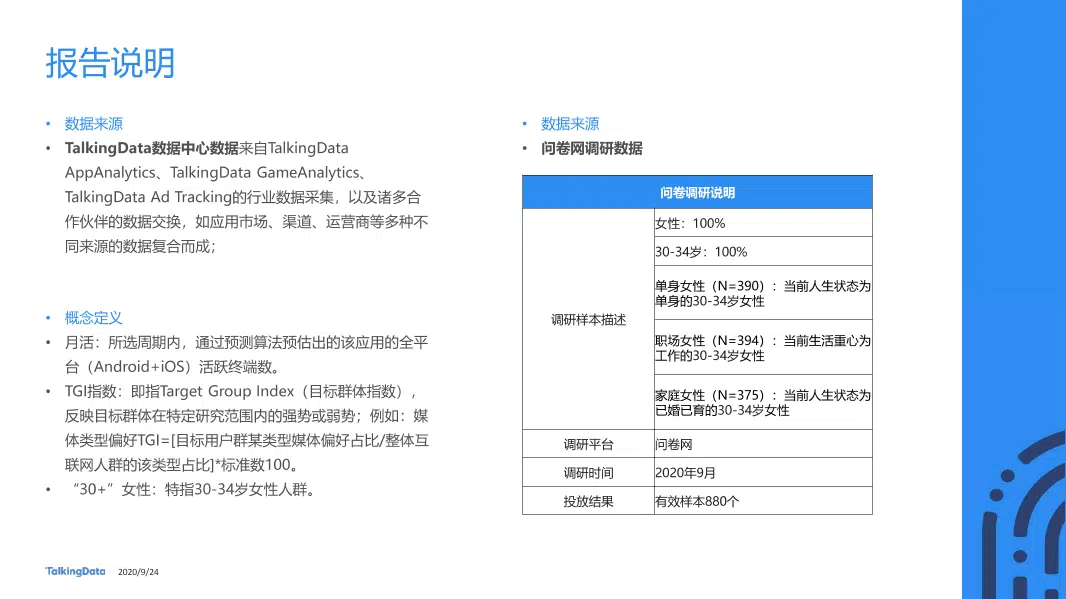 报告说明
• 数据来源
• TalkingData数据中心数据来自TalkingData
AppAnalytics、TalkingData GameAnalytics、
TalkingData Ad Tracking的行业数据采集，以及诸多合
作伙伴的数据交换，如应用市场、渠道、运营商等多种不
同来源的数据复合而成；
• 概念定义
• 月活：所选周期内，通过预测算法预估出的该应用的全平
台（Android+iOS）活跃终端数。
• TGI指数：即指Target Group Index（目标群体指数），
反映目标群体在特定研究范围内的强势或弱势；例如：媒
体类型偏好TGI=[目标用户群某类型媒体偏好占比/整体互
联网人群的该类型占比]*标准数100。
• “30+”女性：特指30-34岁女性人群。
• 数据来源
• 问卷网调研数据
问卷调研说明
调研样本描述
女性：100%
30-34岁：100%
单身女性（N=390）：当前人生状态为
单身的30-34岁女性
职场女性（N=394）：当前生活重心为
工作的30-34岁女性
家庭女性（N=375）：当前人生状态为
已婚已育的30-34岁女性
调研平台 问卷网
调研时间 2020年9月
投放结果 有效样本880个
TalkingData 2020/9/24